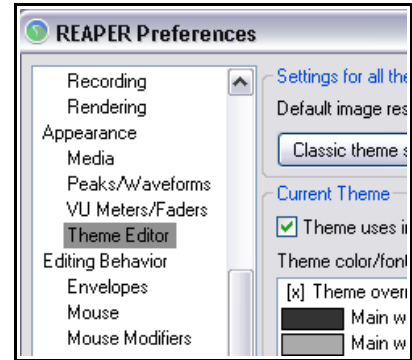 REAPER Preferences
Recording
Rendering
Appearance
Media
Peaks/Waveforms
VU Meters/Faders
Theme Editor
Editing Behavior
Envelopes
Mouse
Mouse Modifiers
Settings for all the
Default image res
Classic theme s
Current Theme
Theme uses i
Theme color/font
[x] Theme overr
Main w
Main w